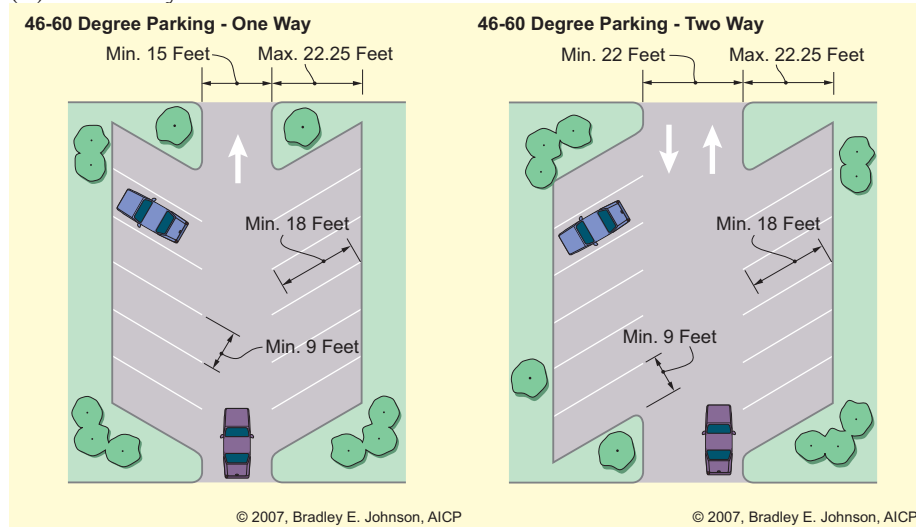 46-60 Degree Parking - One Way
Min. 15 Feet
Max. 22.25 Feet
Min. 18 Feet
Min. 9 Feet
© 2007, Bradley E. Johnson, AICP
46-60 Degree Parking - Two Way
Min. 22 Feet
Max. 22.25 Feet
Min. 18 Feet
Min. 9 Feet
© 2007, Bradley E. Johnson, AICP